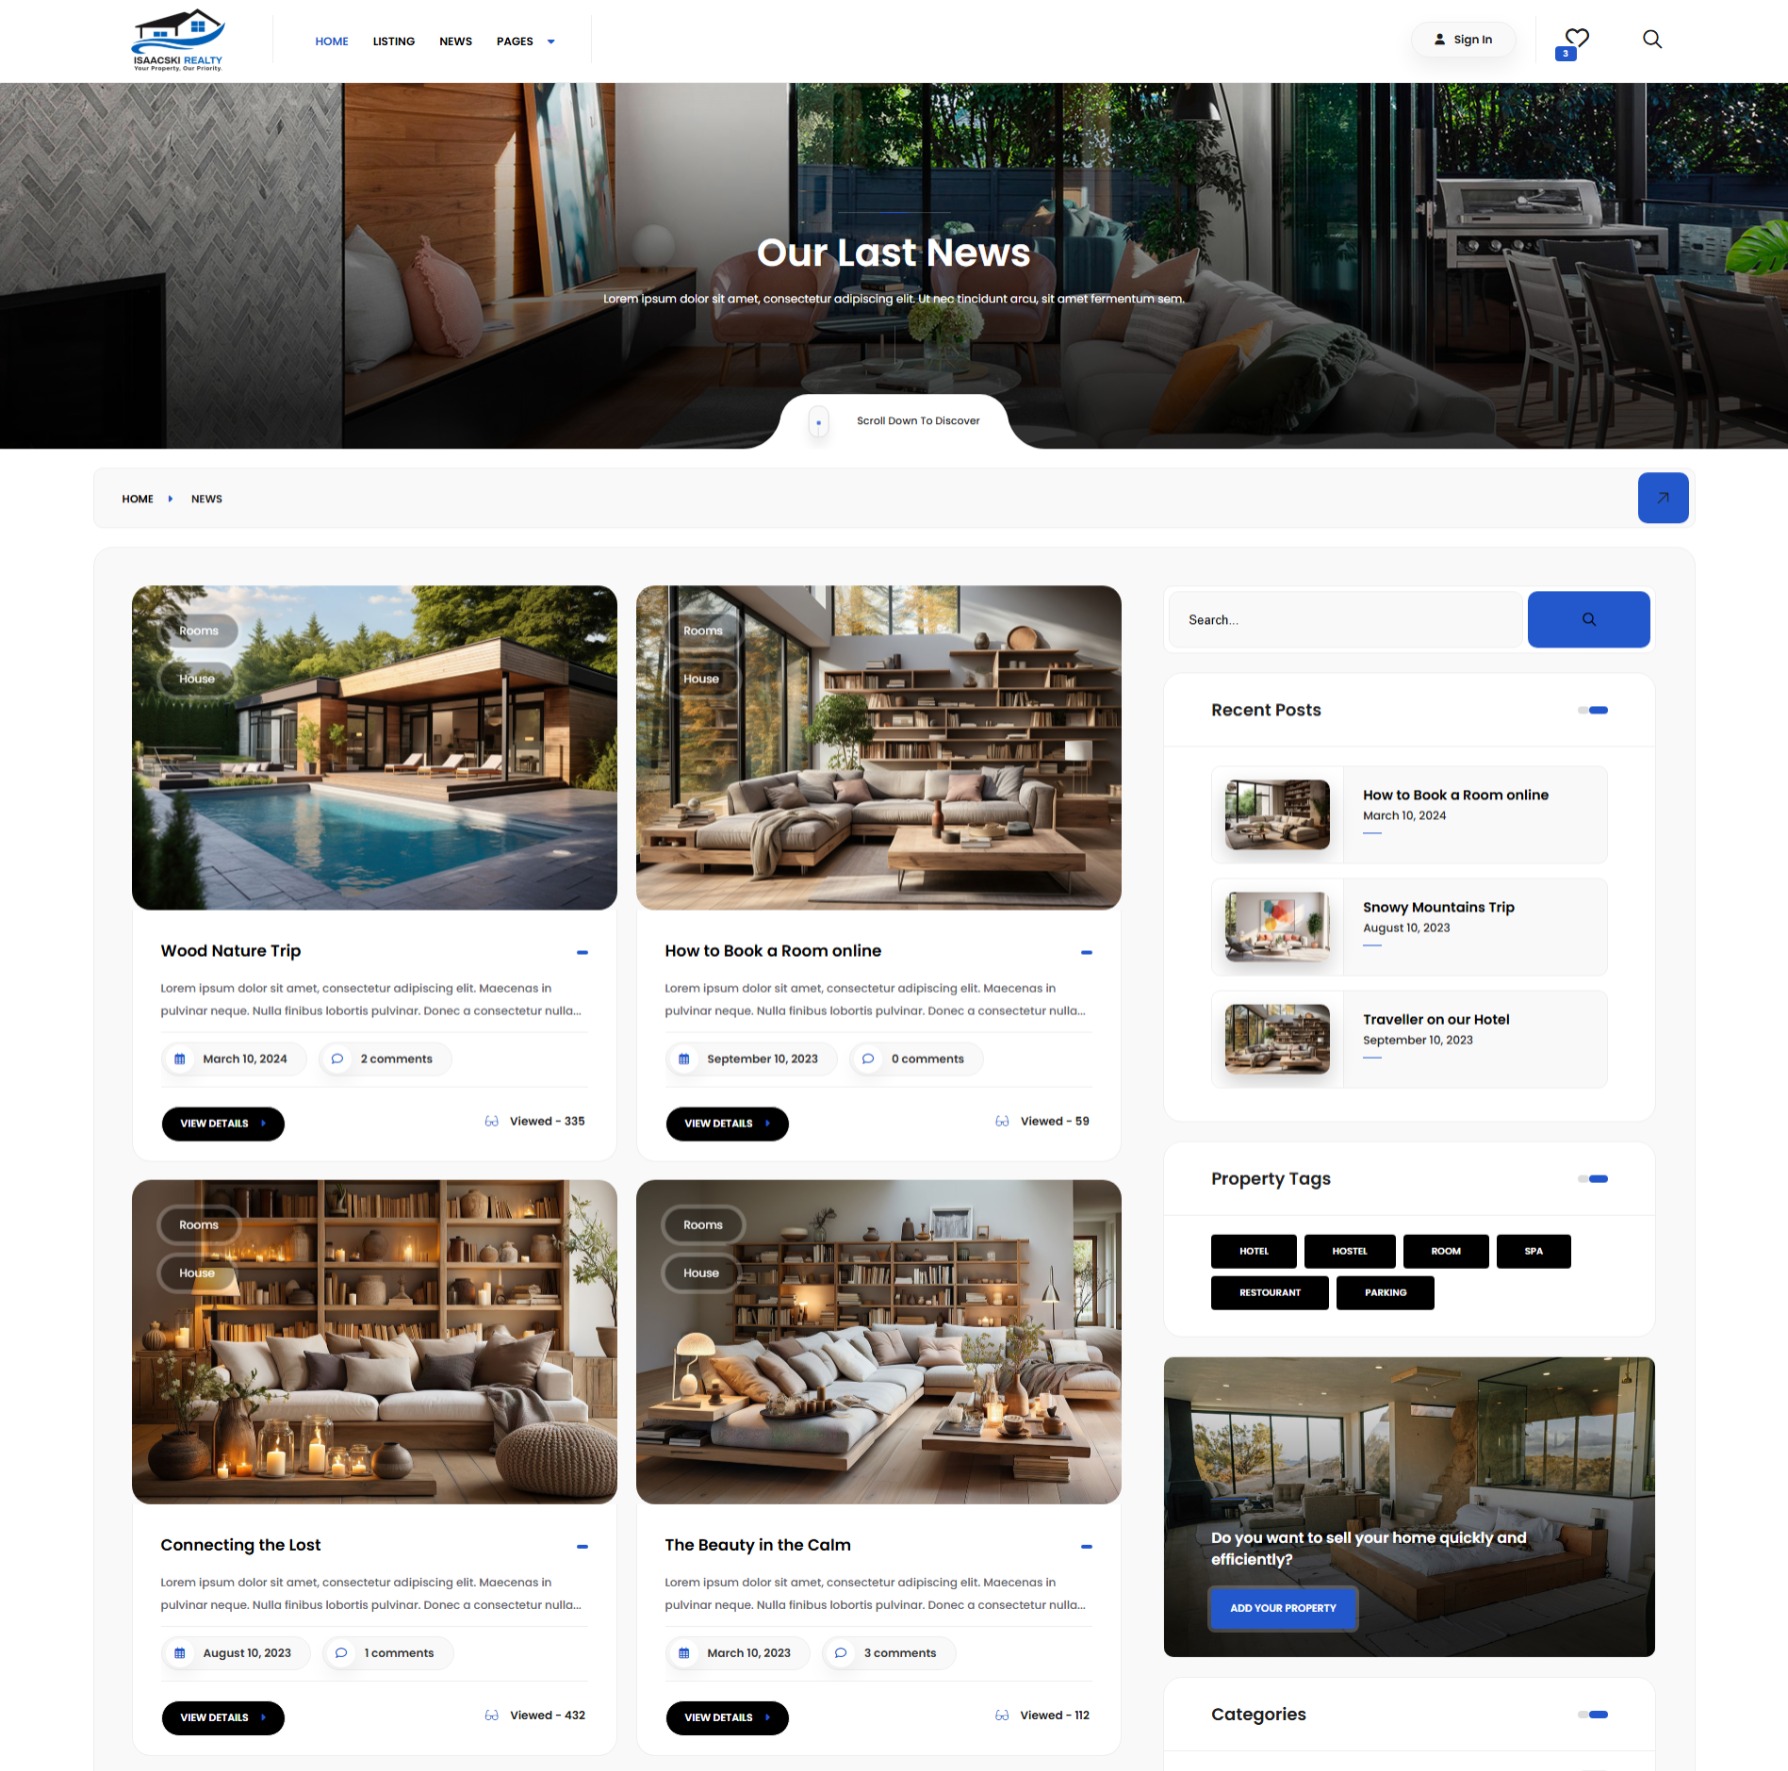 ISAACSKI REALTY
Your Property, Our Priority.
HOME
LISTING
NEWS
PAGES
Sign In
3
Our Last News
Lorem ipsum dolor sit amet, consectetur adipiscing elit. Ut nec tincidunt arcu, sit amet fermentum sem.
Scroll Down To Discover
HOME
NEWS
Rooms
House
Wood Nature Trip
Lorem ipsum dolor sit amet, consectetur adipiscing elit. Maecenas in
pulvinar neque. Nulla finibus lobortis pulvinar. Donec a consectetur nulla...
March 10, 2024
2 comments
VIEW DETAILS
Viewed - 335
Rooms
House
How to Book a Room online
Lorem ipsum dolor sit amet, consectetur adipiscing elit. Maecenas in
pulvinar neque. Nulla finibus lobortis pulvinar. Donec a consectetur nulla...
September 10, 2023
0 comments
VIEW DETAILS
Viewed - 59
Rooms
House
Connecting the Lost
Lorem ipsum dolor sit amet, consectetur adipiscing elit. Maecenas in
pulvinar neque. Nulla finibus lobortis pulvinar. Donec a consectetur nulla...
August 10, 2023
1 comments
VIEW DETAILS
Viewed - 432
Rooms
House
The Beauty in the Calm
Lorem ipsum dolor sit amet, consectetur adipiscing elit. Maecenas in
pulvinar neque. Nulla finibus lobortis pulvinar. Donec a consectetur nulla...
March 10, 2023
3 comments
VIEW DETAILS
Viewed - 112
Search...
Recent Posts
How to Book a Room online
March 10, 2024
Snowy Mountains Trip
August 10, 2023
Traveller on our Hotel
September 10, 2023
Property Tags
HOTEL
HOSTEL
ROOM
SPA
RESTOURANT
PARKING
Do you want to sell your home quickly and
efficiently?
ADD YOUR PROPERTY
Categories